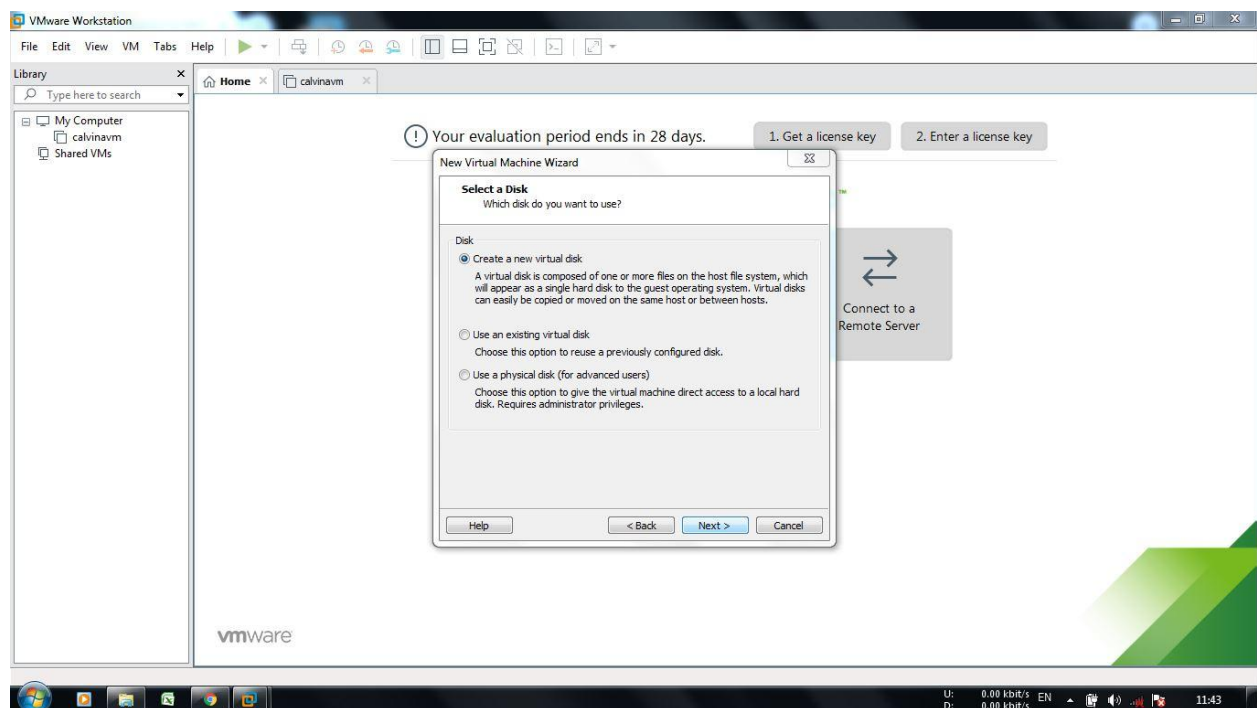 VMware Workstation
File Edit View VM Tabs Help
Library
Type here to search
My Computer
calvinavm
Shared VMs
Home
calvinavm
Your evaluation period ends in 28 days.
1. Get a license key
2. Enter a license key
New Virtual Machine Wizard
Select a Disk
Which disk do you want to use?
Disk
Create a new virtual disk
A virtual disk is composed of one or more files on the host file system, which
will appear as a single hard disk to the guest operating system. Virtual disks
can easily be copied or moved on the same host or between hosts.
Use an existing virtual disk
Choose this option to reuse a previously configured disk.
Use a physical disk (for advanced users)
Choose this option to give the virtual machine direct access to a local hard
disk. Requires administrator privileges.
Help
< Back
Next >
Cancel
TM
Connect to a
Remote Server
vmware
U: 0.00 kbit/s
D: 0.00 kbit/s
EN
11:43